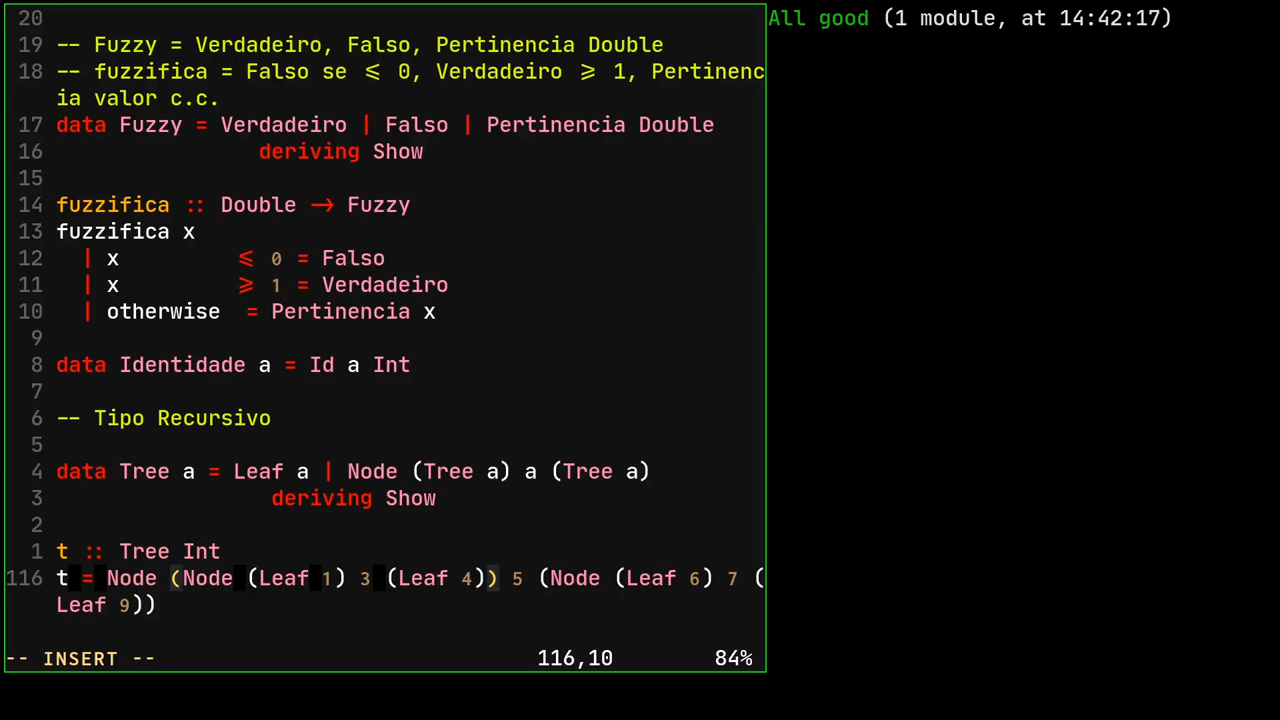 20
19 -- Fuzzy = Verdadeiro, Falso, Pertinencia Double
18 -- fuzzifica = Falso se ⩽ 0, Verdadeiro ⩾ 1, Pertinenc
ia valor c.c.
17 data Fuzzy = Verdadeiro | Falso | Pertinencia Double
16                 deriving Show
15
14 fuzzifica :: Double → Fuzzy
13 fuzzifica x
12   | x          ⩽ 0 = Falso
11   | x          ⩾ 1 = Verdadeiro
10   | otherwise  = Pertinencia x
9
8 data Identidade a = Id a Int
7
6 -- Tipo Recursivo
5
4 data Tree a = Leaf a | Node (Tree a) a (Tree a)
3                  deriving Show
2
1 t :: Tree Int
116 t = Node (Node (Leaf 1) 3 (Leaf 4)) 5 (Node (Leaf 6) 7 (
Leaf 9))
-- INSERT --                              116,10        84%
All good (1 module, at 14:42:17)